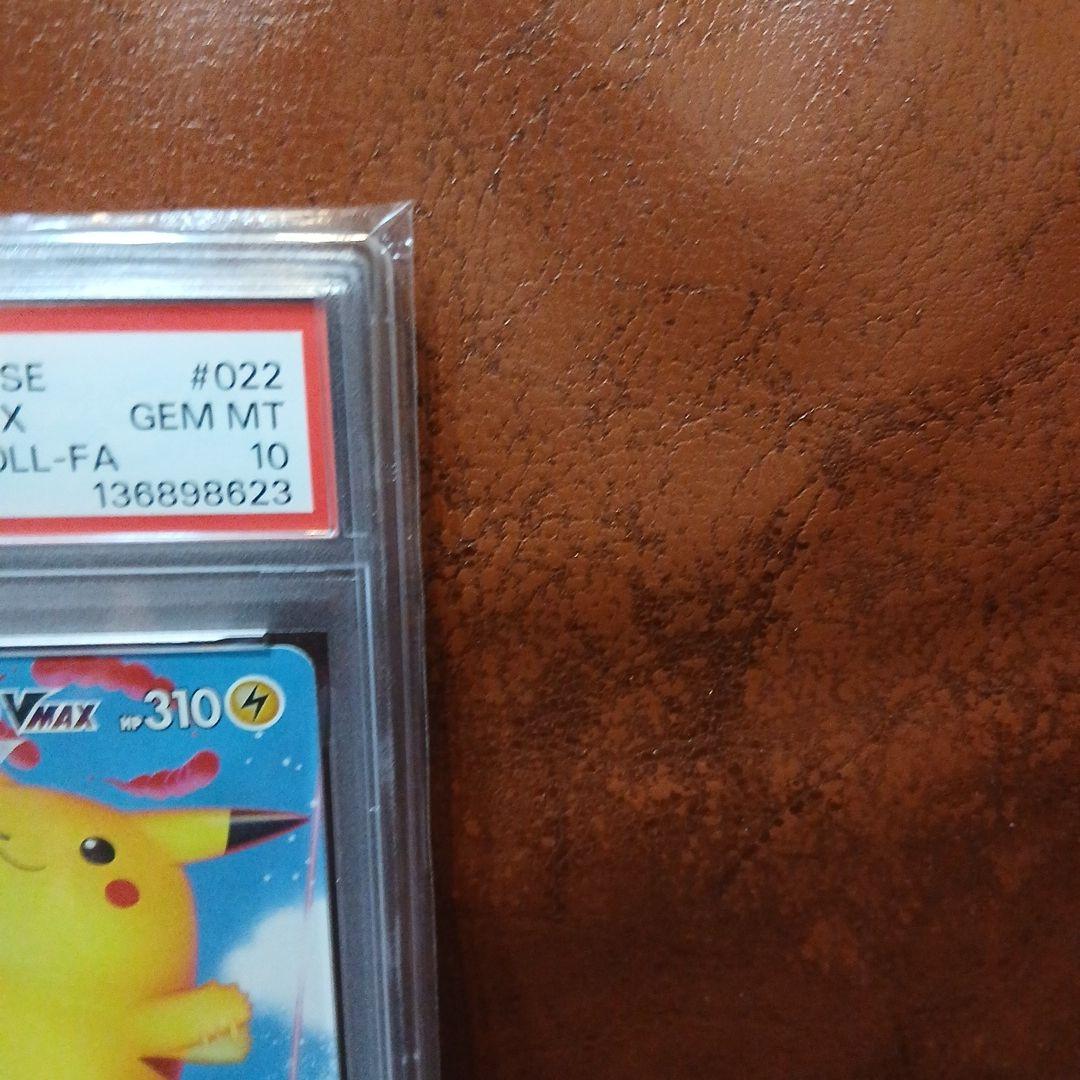 SE #022
X GEM MT
OLL-FA 10
136898623
VMAX HP310